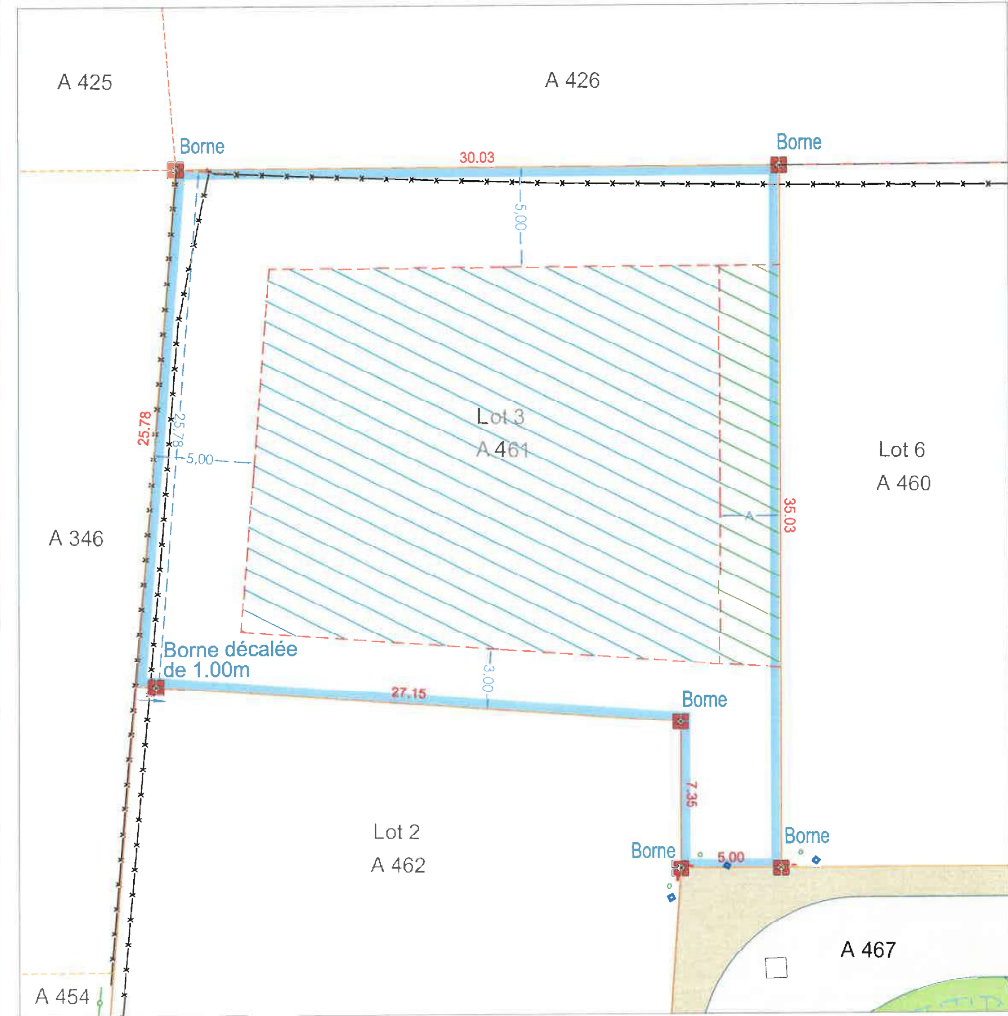 A 425
A 426
Borne
30.03
Borne
5,00
25.78
25.78
5,00
Lot 3
A 461
Lot 6
A 460
35.03
A
A 346
Borne décalée
de 1.00m
3,00
27.15
Borne
7.35
Lot 2
A 462
Borne
5.00
Borne
A 467
A 454